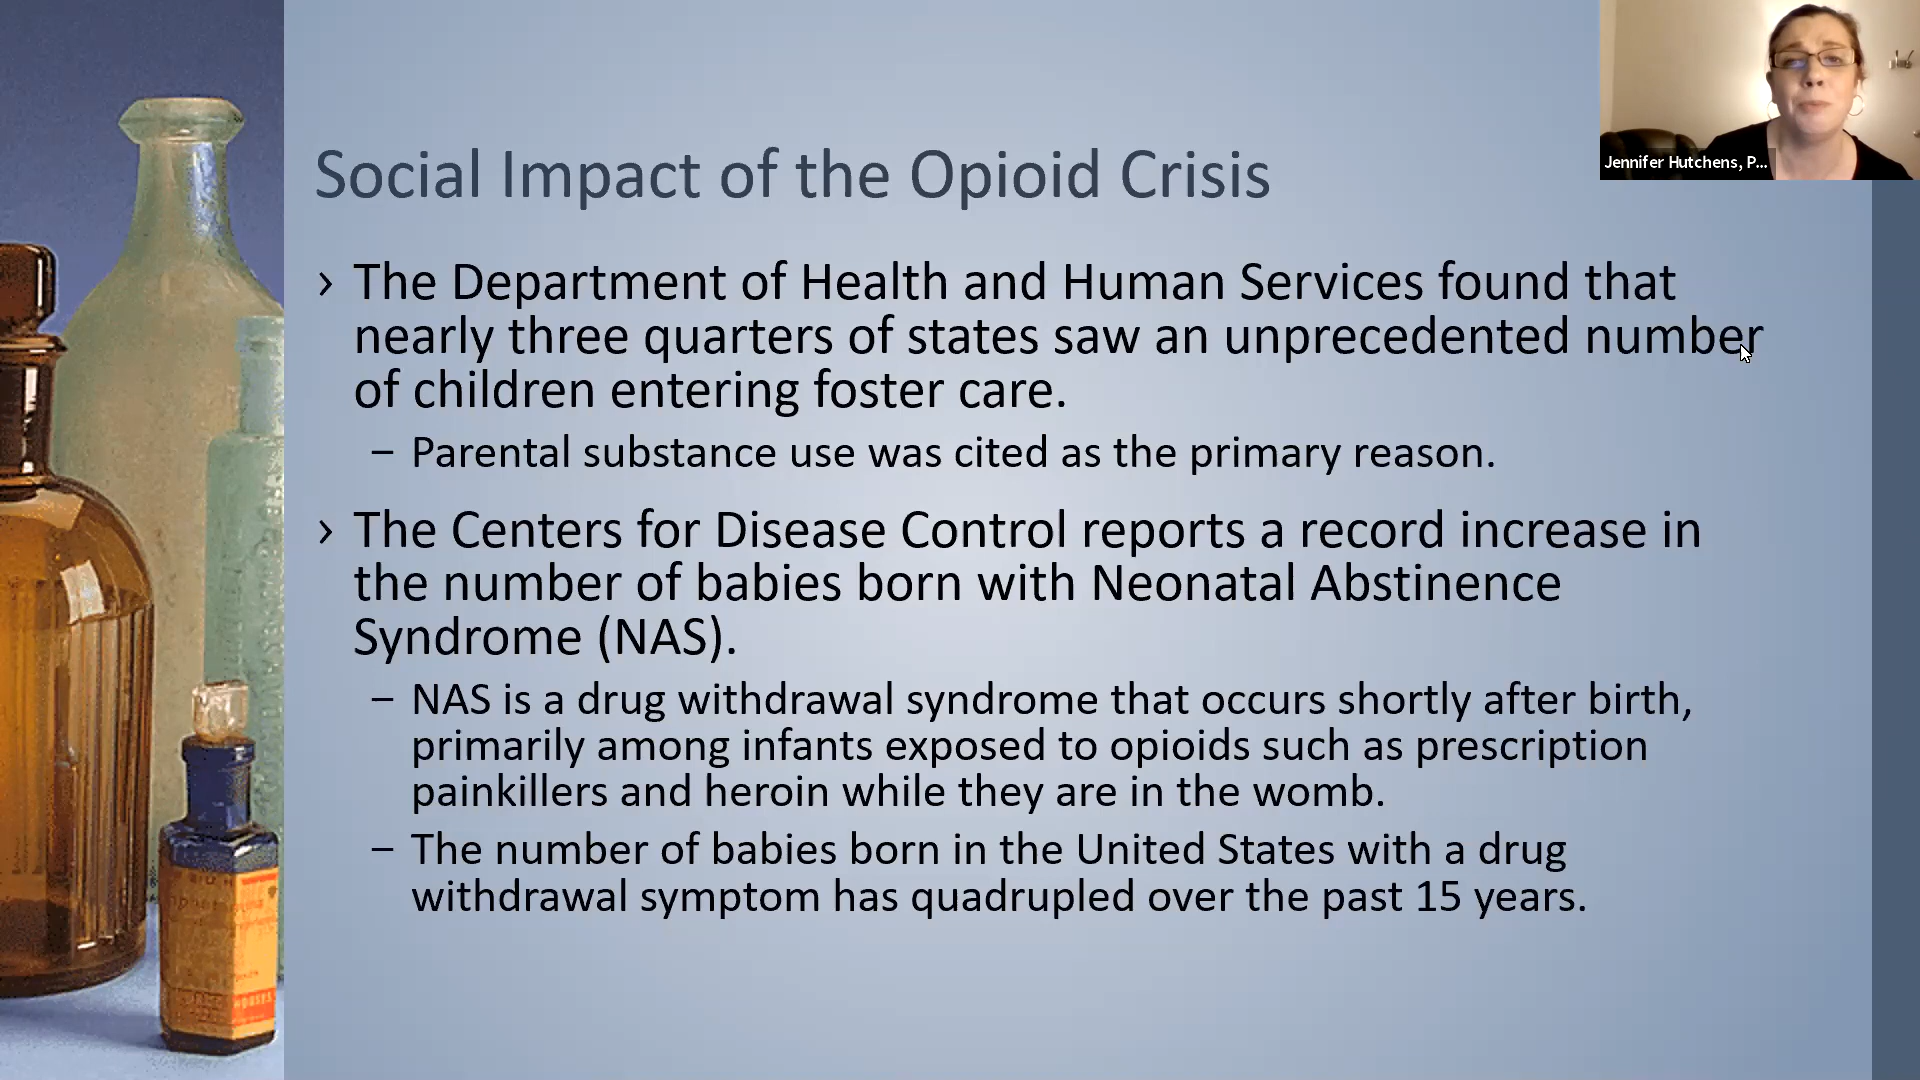 Jennifer Hutchens, P...
Social Impact of the Opioid Crisis
› The Department of Health and Human Services found that
nearly three quarters of states saw an unprecedented number
of children entering foster care.
– Parental substance use was cited as the primary reason.
› The Centers for Disease Control reports a record increase in
the number of babies born with Neonatal Abstinence
Syndrome (NAS).
– NAS is a drug withdrawal syndrome that occurs shortly after birth,
primarily among infants exposed to opioids such as prescription
painkillers and heroin while they are in the womb.
– The number of babies born in the United States with a drug
withdrawal symptom has quadrupled over the past 15 years.